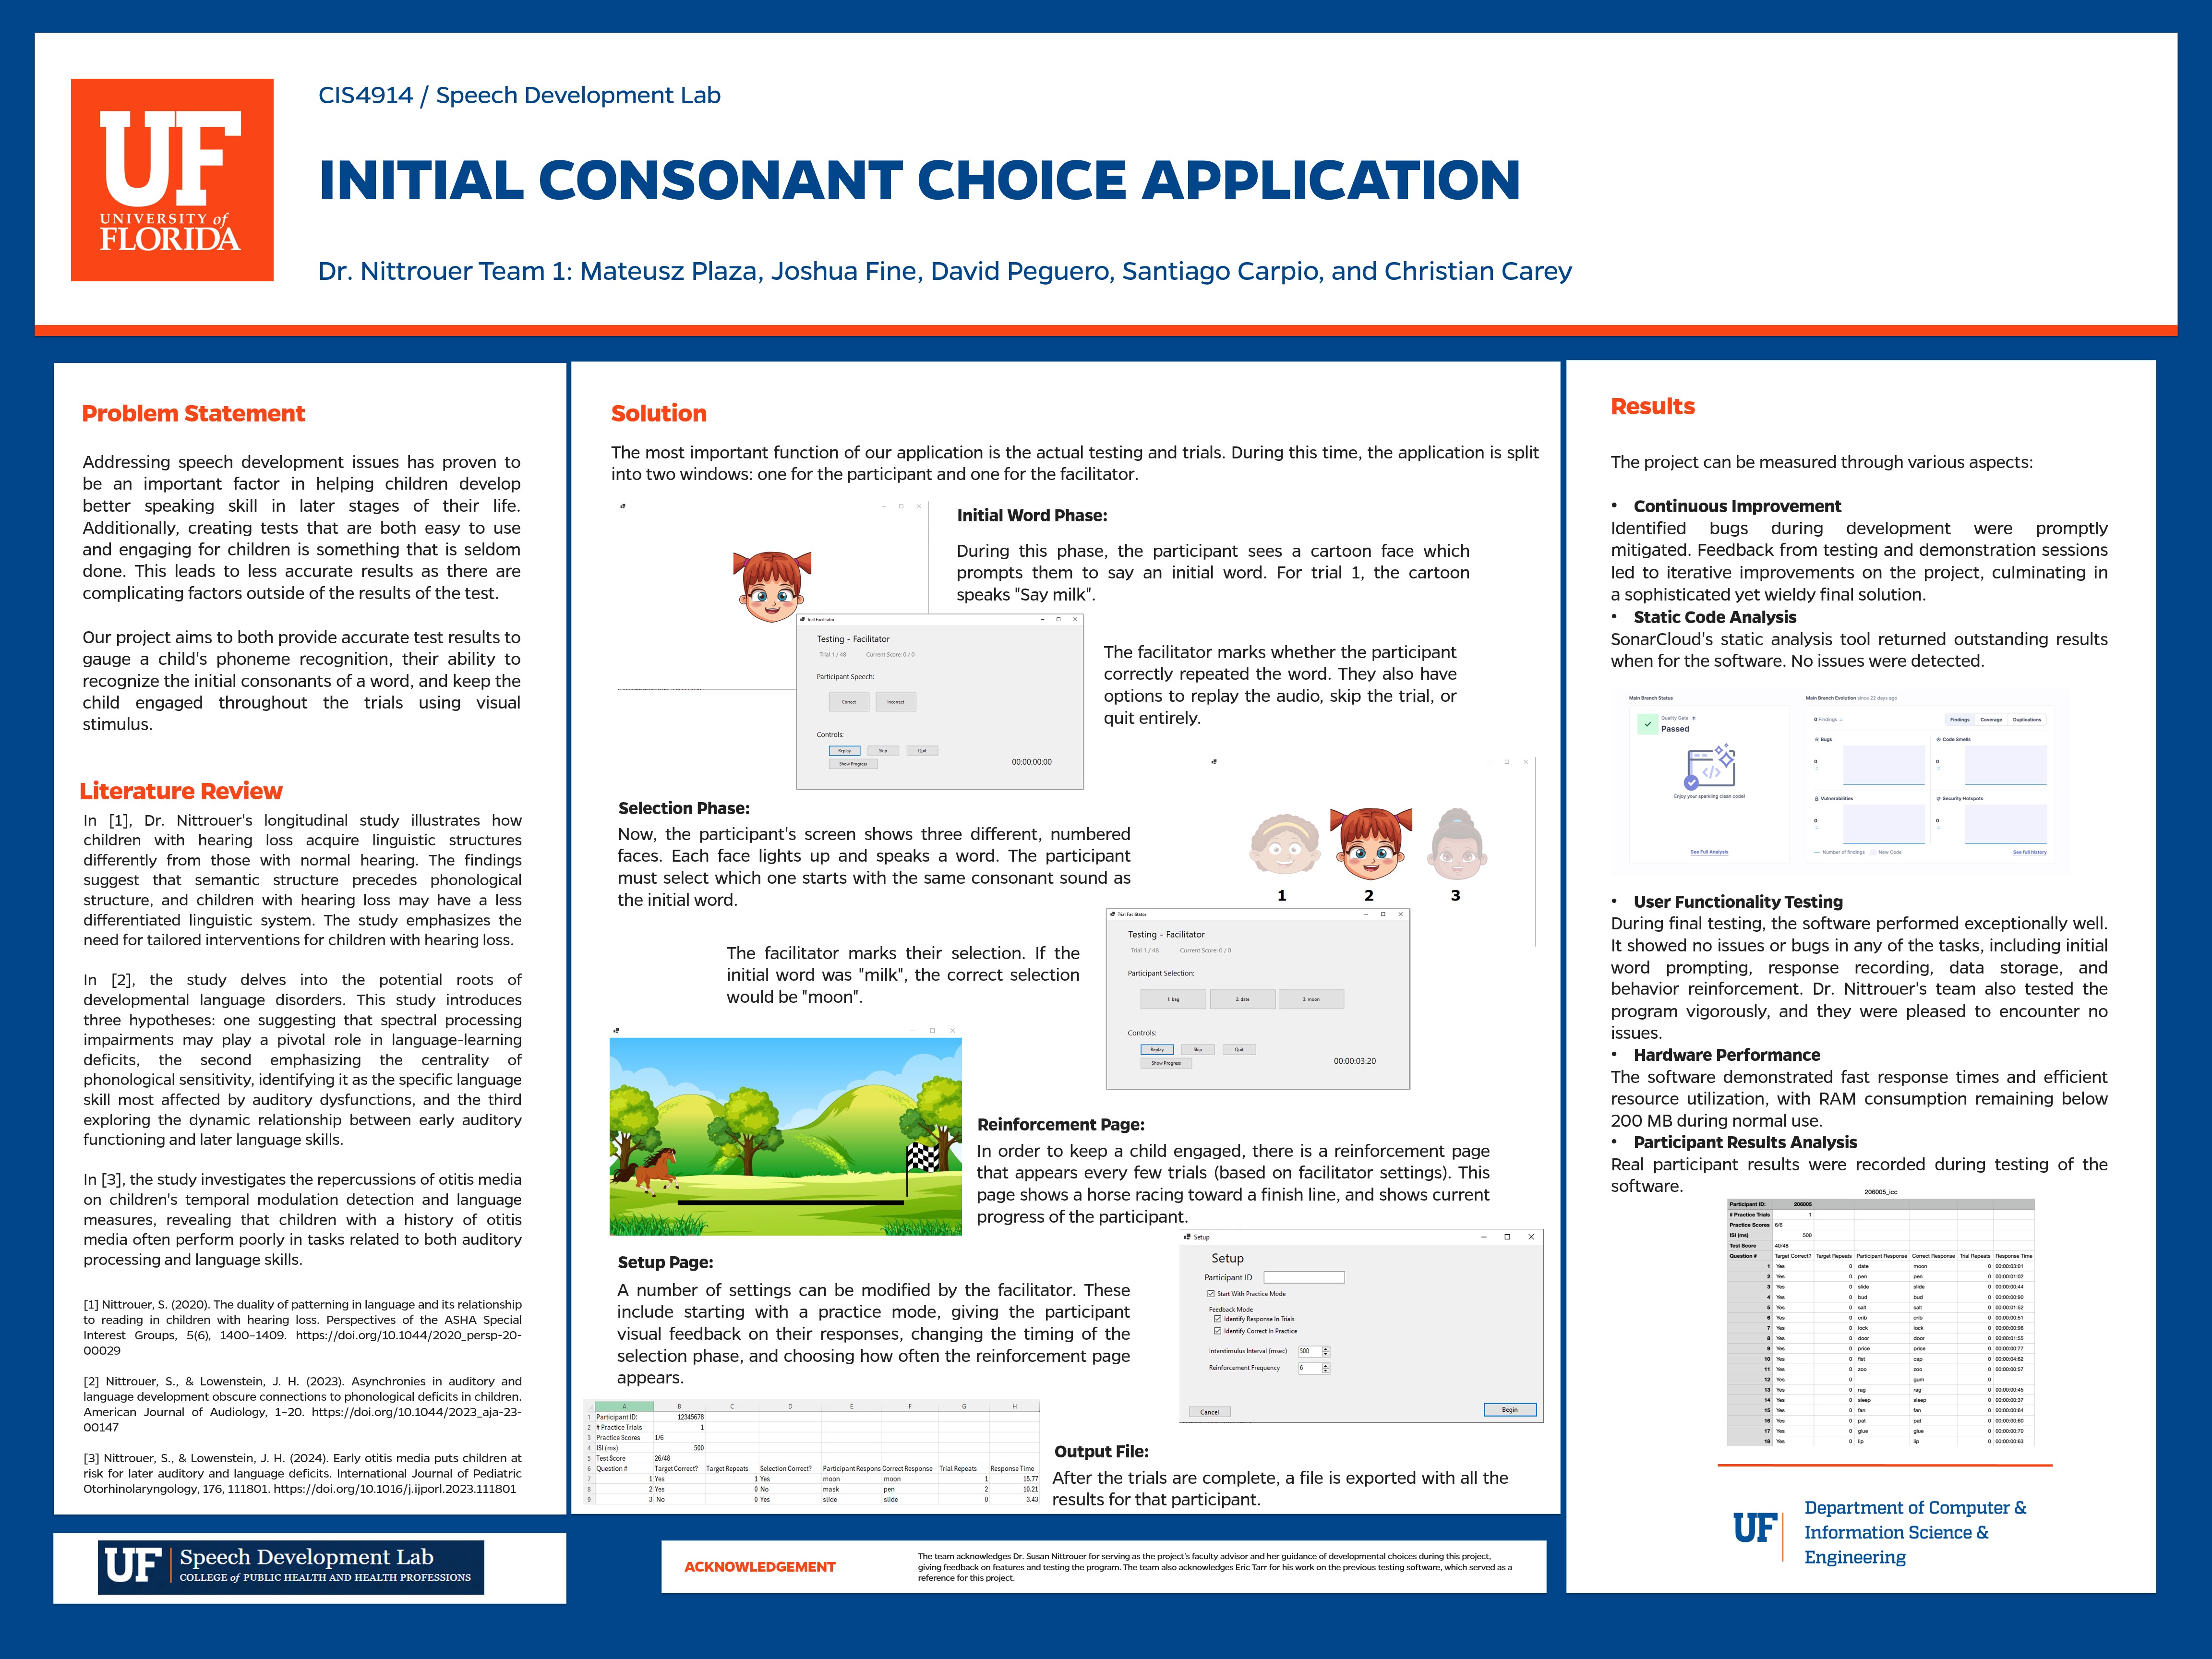 UF
UNIVERSITY of
FLORIDA
CIS4914 / Speech Development Lab
INITIAL CONSONANT CHOICE APPLICATION
Dr. Nittrouer Team 1: Mateusz Plaza, Joshua Fine, David Peguero, Santiago Carpio, and Christian Carey
Problem Statement
Addressing speech development issues has proven to
be an important factor in helping children develop
better speaking skill in later stages of their life.
Additionally, creating tests that are both easy to use
and engaging for children is something that is seldom
done. This leads to less accurate results as there are
complicating factors outside of the results of the test.
Our project aims to both provide accurate test results to
gauge a child's phoneme recognition, their ability to
recognize the initial consonants of a word, and keep the
child engaged throughout the trials using visual
stimulus.
Literature Review
In [1], Dr. Nittrouer's longitudinal study illustrates how
children with hearing loss acquire linguistic structures
differently from those with normal hearing. The findings
suggest that semantic structure precedes phonological
structure, and children with hearing loss may have a less
differentiated linguistic system. The study emphasizes the
need for tailored interventions for children with hearing loss.
In [2], the study delves into the potential roots of
developmental language disorders. This study introduces
three hypotheses: one suggesting that spectral processing
impairments may play a pivotal role in language-learning
deficits, the second emphasizing the centrality of
phonological sensitivity, identifying it as the specific language
skill most affected by auditory dysfunctions, and the third
exploring the dynamic relationship between early auditory
functioning and later language skills.
In [3], the study investigates the repercussions of otitis media
on children's temporal modulation detection and language
measures, revealing that children with a history of otitis
media often perform poorly in tasks related to both auditory
processing and language skills.
[1] Nittrouer, S. (2020). The duality of patterning in language and its relationship
to reading in children with hearing loss. Perspectives of the ASHA Special
Interest Groups, 5(6), 1400–1409. https://doi.org/10.1044/2020_persp-20-
00029
[2] Nittrouer, S., & Lowenstein, J. H. (2023). Asynchronies in auditory and
language development obscure connections to phonological deficits in children.
American Journal of Audiology, 1–20. https://doi.org/10.1044/2023_aja-23-
00147
[3] Nittrouer, S., & Lowenstein, J. H. (2024). Early otitis media puts children at
risk for later auditory and language deficits. International Journal of Pediatric
Otorhinolaryngology, 176, 111801. https://doi.org/10.1016/j.ijporl.2023.111801
UF Speech Development Lab
COLLEGE of PUBLIC HEALTH AND HEALTH PROFESSIONS
Solution
The most important function of our application is the actual testing and trials. During this time, the application is split
into two windows: one for the participant and one for the facilitator.
Initial Word Phase:
During this phase, the participant sees a cartoon face which
prompts them to say an initial word. For trial 1, the cartoon
speaks "Say milk".
Trial Facilitator
Testing - Facilitator
Trial 1 / 48 Current Score: 0 / 0
Participant Speech:
Correct Incorrect
Controls:
Replay Skip Quit
Show Progress
00:00:00:00
The facilitator marks whether the participant
correctly repeated the word. They also have
options to replay the audio, skip the trial, or
quit entirely.
Selection Phase:
Now, the participant's screen shows three different, numbered
faces. Each face lights up and speaks a word. The participant
must select which one starts with the same consonant sound as
the initial word.
1 2 3
The facilitator marks their selection. If the
initial word was "milk", the correct selection
would be "moon".
Trial Facilitator
Testing - Facilitator
Trial 1 / 48 Current Score: 0 / 0
Participant Selection:
1: bag 2: date 3: moon
Controls:
Replay Skip Quit
Show Progress
00:00:03:20
Reinforcement Page:
In order to keep a child engaged, there is a reinforcement page
that appears every few trials (based on facilitator settings). This
page shows a horse racing toward a finish line, and shows current
progress of the participant.
Setup Page:
A number of settings can be modified by the facilitator. These
include starting with a practice mode, giving the participant
visual feedback on their responses, changing the timing of the
selection phase, and choosing how often the reinforcement page
appears.
Setup
Setup
Participant ID
Start With Practice Mode
Feedback Mode
Identify Response In Trials
Identify Correct In Practice
Interstimulus Interval (msec) 500
Reinforcement Frequency 6
Cancel Begin
A B C D E F G H
1 Participant ID: 12345678
2 # Practice Trials 1
3 Practice Scores 1/6
4 ISI (ms) 500
5 Test Score 26/48
6 Question # Target Correct? Target Repeats Selection Correct? Participant Respons Correct Response Trial Repeats Response Time
7 1 Yes 1 Yes moon moon 1 15.77
8 2 Yes 0 No mask pen 2 10.21
9 3 No 0 Yes slide slide 0 3.43
Output File:
After the trials are complete, a file is exported with all the
results for that participant.
ACKNOWLEDGEMENT
The team acknowledges Dr. Susan Nittrouer for serving as the project's faculty advisor and her guidance of developmental choices during this project,
giving feedback on features and testing the program. The team also acknowledges Eric Tarr for his work on the previous testing software, which served as a
reference for this project.
Results
The project can be measured through various aspects:
• Continuous Improvement
Identified bugs during development were promptly
mitigated. Feedback from testing and demonstration sessions
led to iterative improvements on the project, culminating in
a sophisticated yet wieldy final solution.
• Static Code Analysis
SonarCloud's static analysis tool returned outstanding results
when for the software. No issues were detected.
Main Branch Status
Quality Gate
Passed
Enjoy your sparkling clean code!
See Full Analysis
Main Branch Evolution since 22 days ago
0 Findings Findings Coverage Duplications
Bugs Code Smells
0 0
Vulnerabilities Security Hotspots
0 0
Number of findings New Code See full history
• User Functionality Testing
During final testing, the software performed exceptionally well.
It showed no issues or bugs in any of the tasks, including initial
word prompting, response recording, data storage, and
behavior reinforcement. Dr. Nittrouer's team also tested the
program vigorously, and they were pleased to encounter no
issues.
• Hardware Performance
The software demonstrated fast response times and efficient
resource utilization, with RAM consumption remaining below
200 MB during normal use.
• Participant Results Analysis
Real participant results were recorded during testing of the
software.
206005_icc
Participant ID: 206005
# Practice Trials 1
Practice Scores 6/6
ISI (ms) 500
Test Score 40/48
Question # Target Correct? Target Repeats Participant Response Correct Response Trial Repeats Response Time
1 Yes 0 date moon 0 00:00:03:01
2 Yes 0 pen pen 0 00:00:01:02
3 Yes 0 slide slide 0 00:00:00:44
4 Yes 0 bud bud 0 00:00:00:90
5 Yes 0 salt salt 0 00:00:01:52
6 Yes 0 crib crib 0 00:00:00:51
7 Yes 0 lock lock 0 00:00:00:96
8 Yes 0 door door 0 00:00:01:55
9 Yes 0 price price 0 00:00:00:77
10 Yes 0 fist cap 0 00:00:04:62
11 Yes 0 zoo zoo 0 00:00:00:57
12 Yes 0 gum 0
13 Yes 0 rag rag 0 00:00:00:45
14 Yes 0 sleep sleep 0 00:00:00:37
15 Yes 0 fan fan 0 00:00:00:64
16 Yes 0 pat pat 0 00:00:00:60
17 Yes 0 glue glue 0 00:00:00:70
18 Yes 0 lip lip 0 00:00:00:63
UF Department of Computer &
Information Science &
Engineering